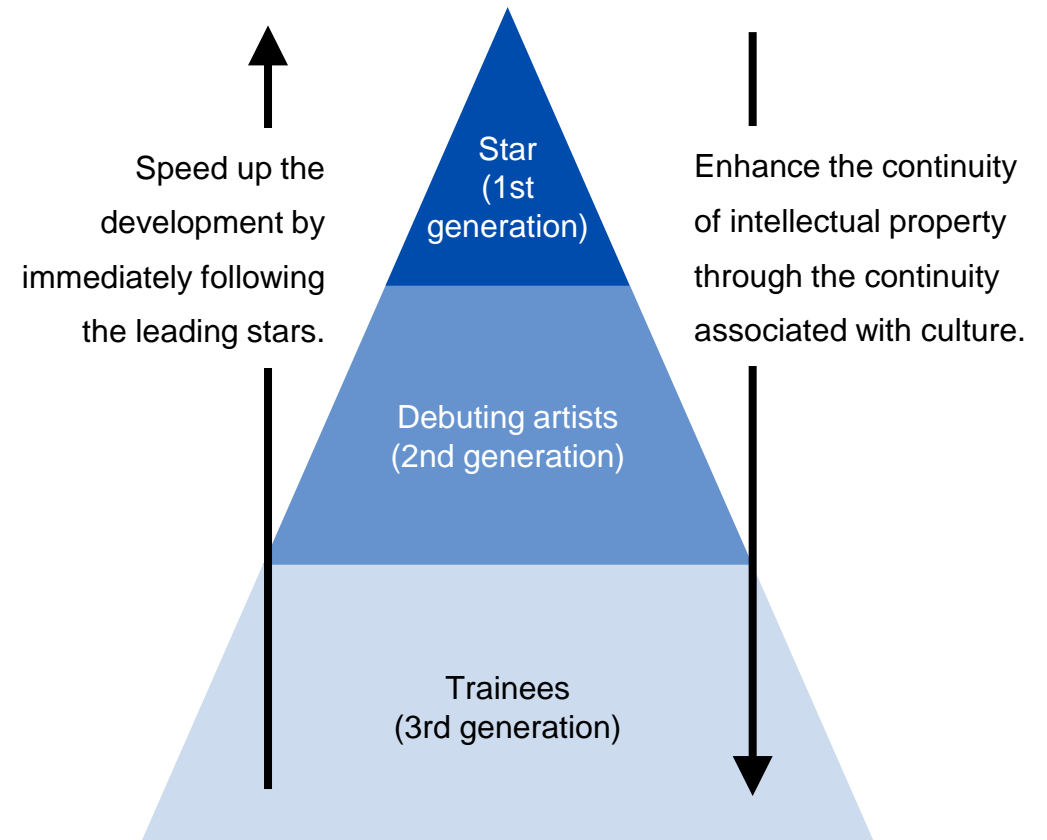 Star
(1st
generation)
Speed up the
development by
immediately following
the leading stars.
Enhance the continuity
of intellectual property
through the continuity
associated with culture.
Debuting artists
(2nd generation)
Trainees
(3rd generation)